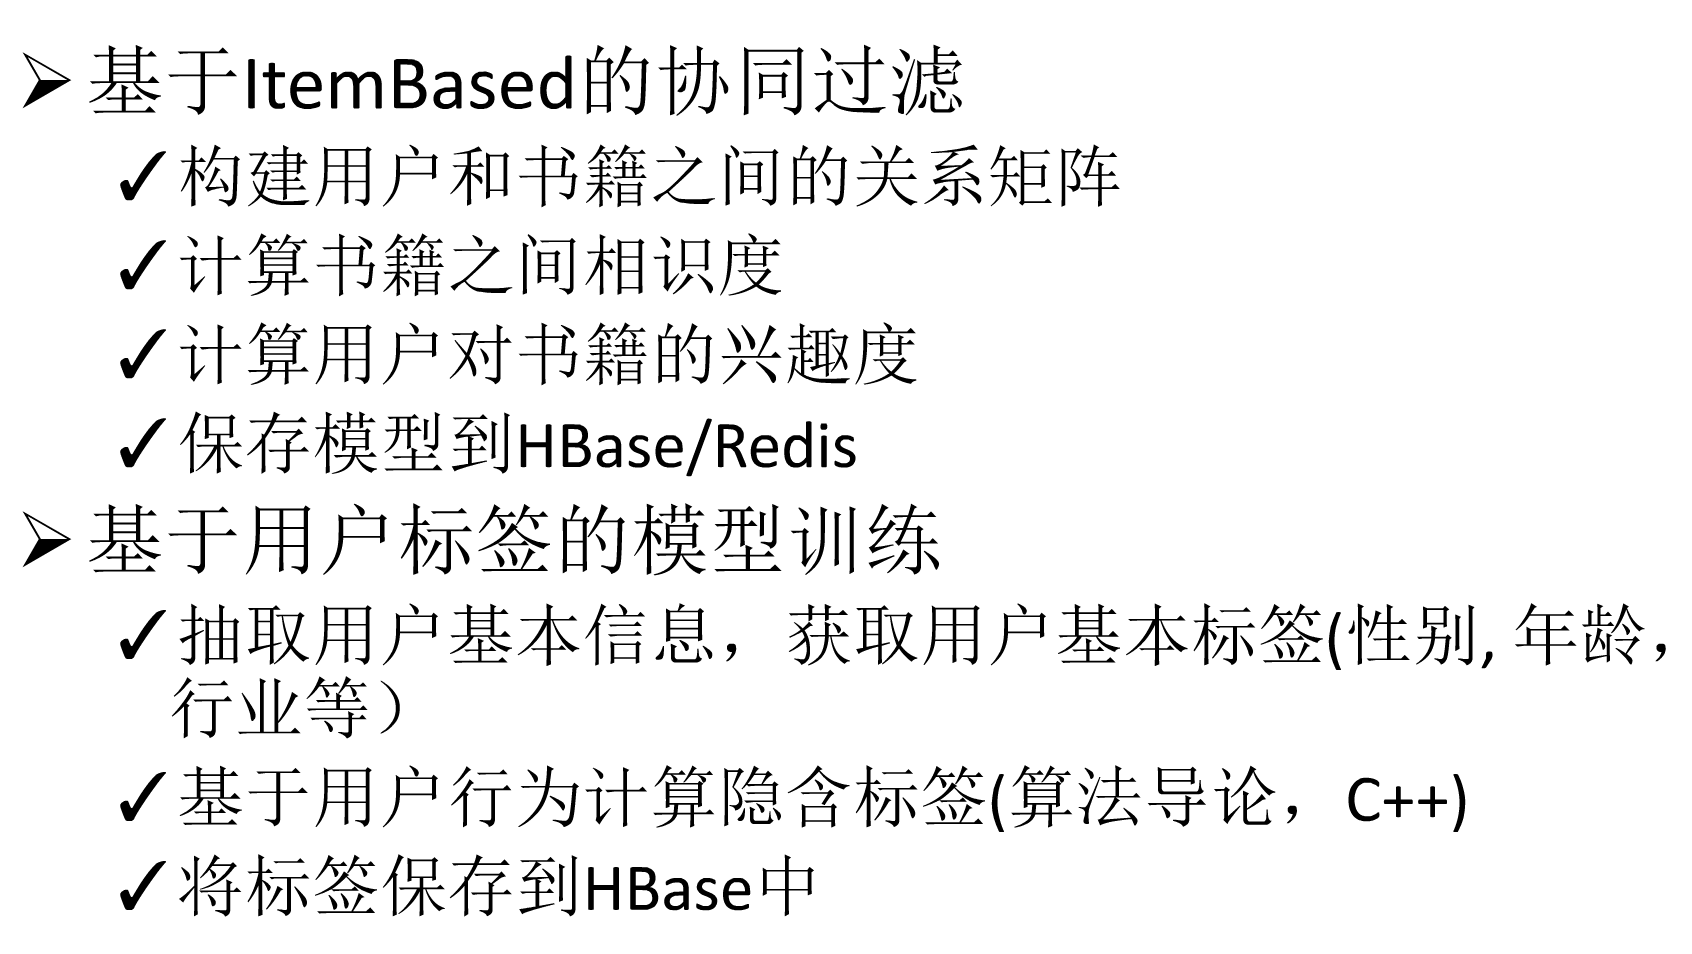 ➢基于ItemBased的协同过滤
✓构建用户和书籍之间的关系矩阵
✓计算书籍之间相识度
✓计算用户对书籍的兴趣度
✓保存模型到HBase/Redis
➢基于用户标签的模型训练
✓抽取用户基本信息，获取用户基本标签(性别, 年龄，
行业等）
✓基于用户行为计算隐含标签(算法导论，C++)
✓将标签保存到HBase中